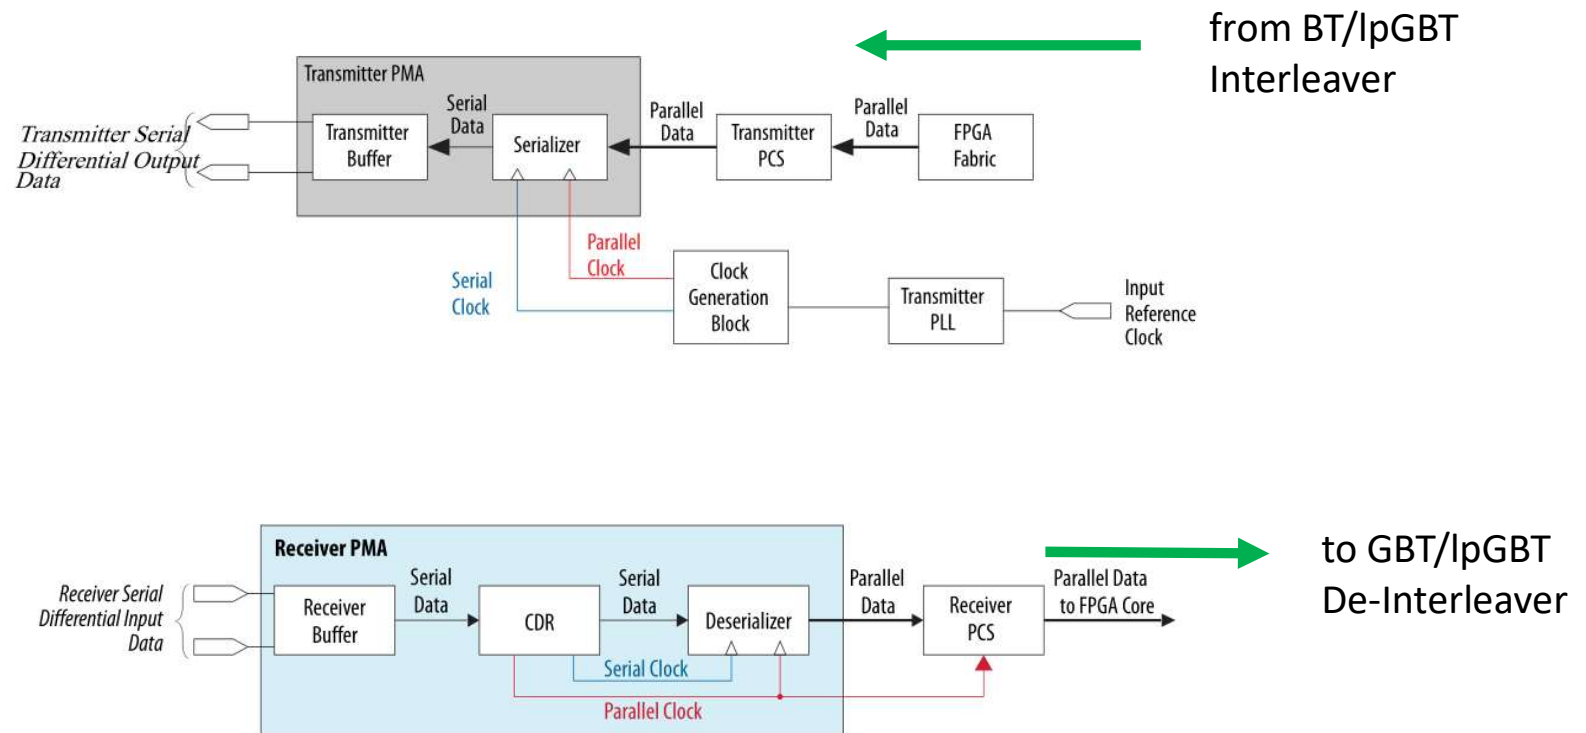 from BT/lpGBT
Interleaver
Transmitter PMA
Transmitter Serial
Differential Output
Data
Transmitter
Buffer
Serial
Data
Serializer
Parallel
Data
Transmitter
PCS
Parallel
Data
FPGA
Fabric
Parallel
Clock
Serial
Clock
Clock
Generation
Block
Transmitter
PLL
Input
Reference
Clock
Receiver PMA
to GBT/lpGBT
De-Interleaver
Receiver Serial
Differential Input
Data
Receiver
Buffer
Serial
Data
CDR
Serial
Data
Deserializer
Parallel
Data
Receiver
PCS
Parallel Data
to FPGA Core
Serial Clock
Parallel Clock